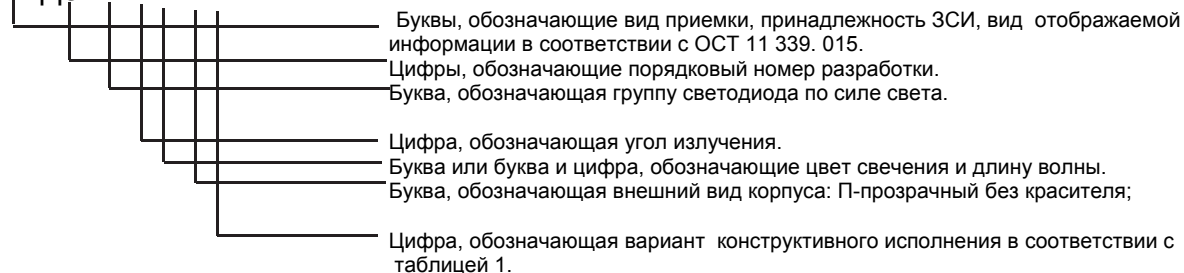 Буквы, обозначающие вид приемки, принадлежность ЗСИ, вид отображаемой
информации в соответствии с ОСТ 11 339. 015.
Цифры, обозначающие порядковый номер разработки.
Буква, обозначающая группу светодиода по силе света.
Цифра, обозначающая угол излучения.
Буква или буква и цифра, обозначающие цвет свечения и длину волны.
Буква, обозначающая внешний вид корпуса: П-прозрачный без красителя;
Цифра, обозначающая вариант конструктивного исполнения в соответствии с
таблицей 1.